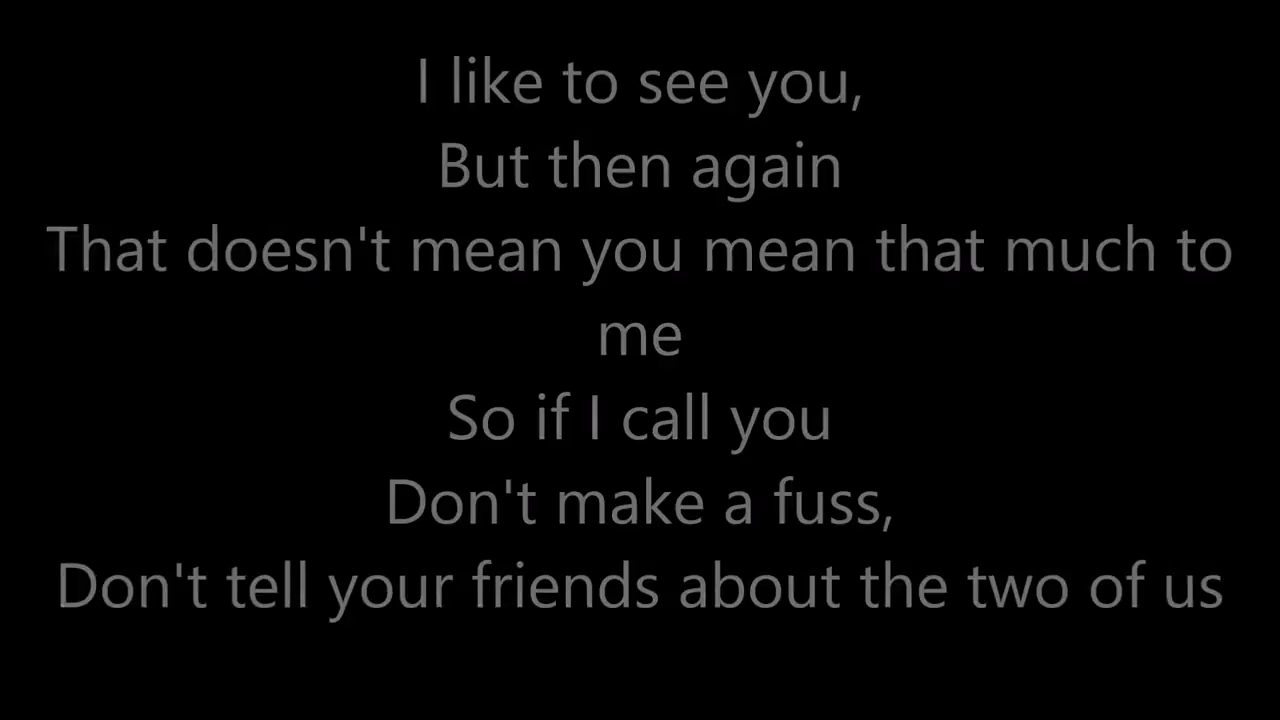 I like to see you,
But then again
That doesn't mean you mean that much to
me
So if I call you
Don't make a fuss,
Don't tell your friends about the two of us